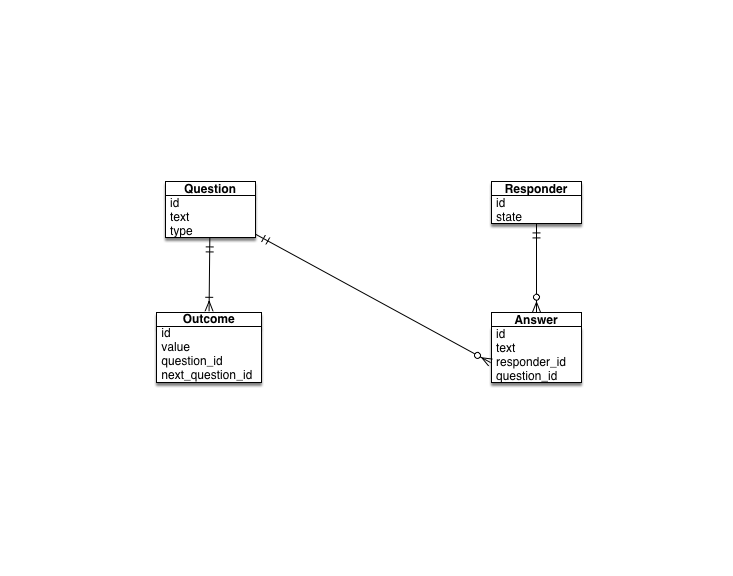 Question
id
text
type
Responder
id
state
Outcome
id
value
question_id
next_question_id
Answer
id
text
responder_id
question_id